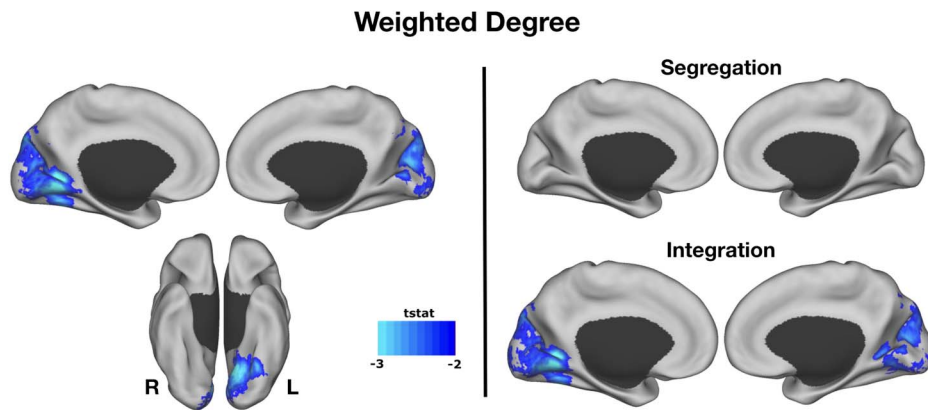 Weighted Degree
Segregation
Integration
tstat
-3 -2
R L